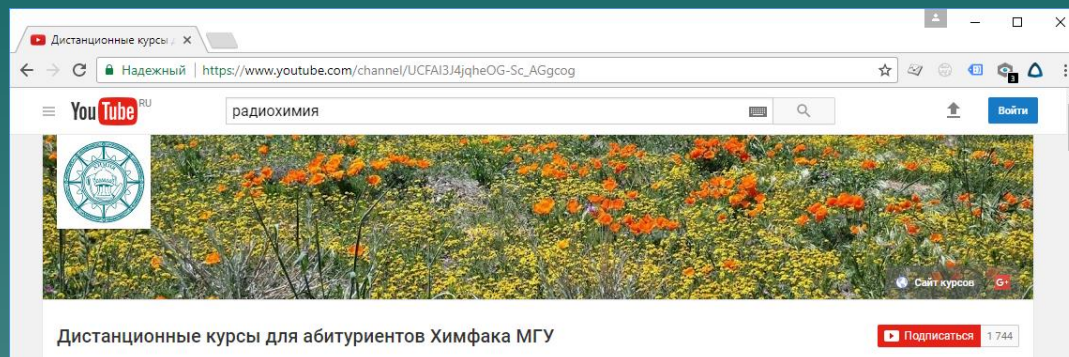 Дистанционные курсы /
Надежный | https://www.youtube.com/channel/UCFAI3J4jqheOG-Sc_AGgcog
3
YouTube RU
радиохимия
Войти
Сайт курсов G+
Дистанционные курсы для абитуриентов Химфака МГУ
Подписаться 1 744